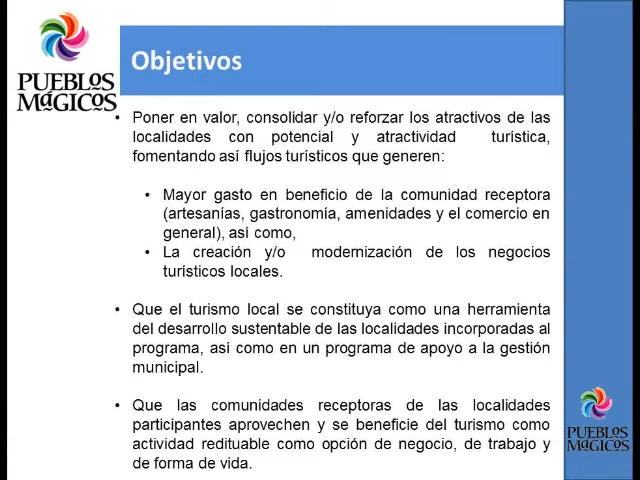 PUEBLOS
MáGICOS
Objetivos
• Poner en valor, consolidar y/o reforzar los atractivos de las
localidades con potencial y atractividad turística,
fomentando así flujos turísticos que generen:
• Mayor gasto en beneficio de la comunidad receptora
(artesanías, gastronomía, amenidades y el comercio en
general), así como,
• La creación y/o modernización de los negocios
turísticos locales.
• Que el turismo local se constituya como una herramienta
del desarrollo sustentable de las localidades incorporadas al
programa, así como en un programa de apoyo a la gestión
municipal.
• Que las comunidades receptoras de las localidades
participantes aprovechen y se beneficie del turismo como
actividad redituable como opción de negocio, de trabajo y
de forma de vida.
PUEBLOS
MáGICOS